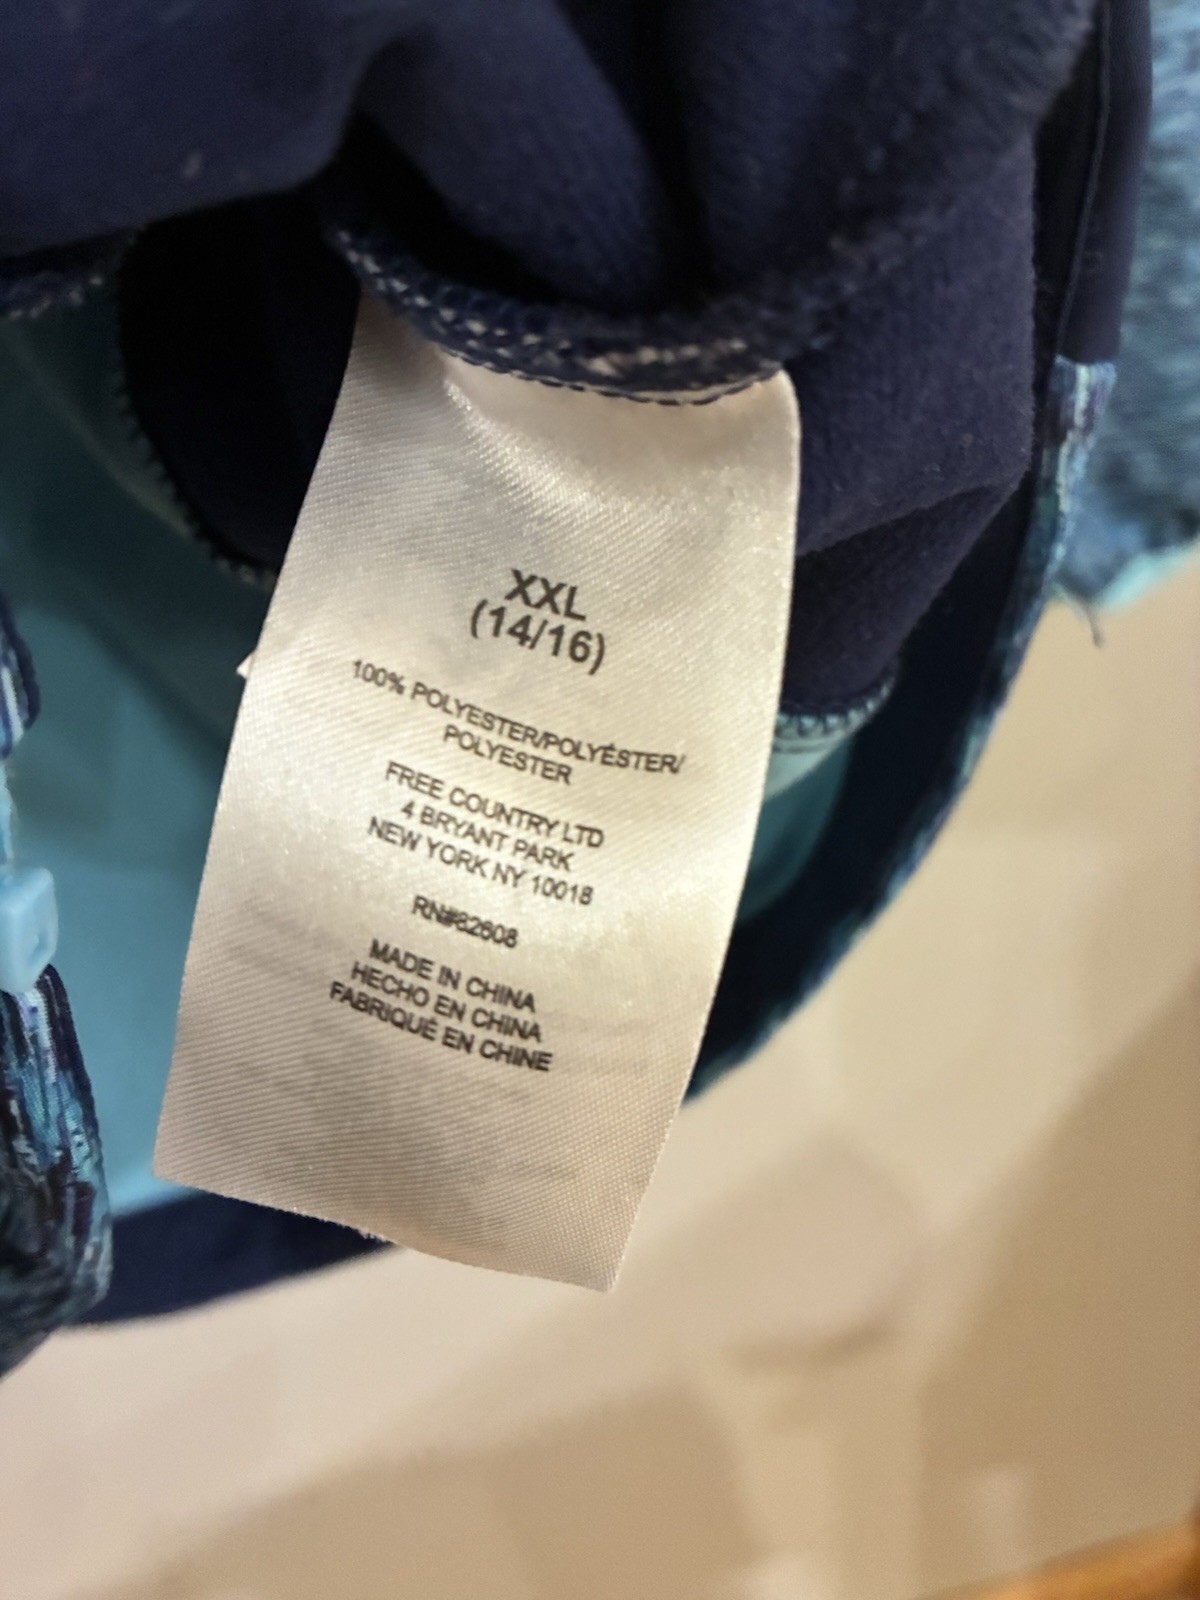 XXL
(14/16)
100% POLYESTER/POLYÉSTER/
POLYESTER
FREE COUNTRY LTD
4 BRYANT PARK
NEW YORK NY 10018
RN#82608
MADE IN CHINA
HECHO EN CHINA
FABRIQUÉ EN CHINE